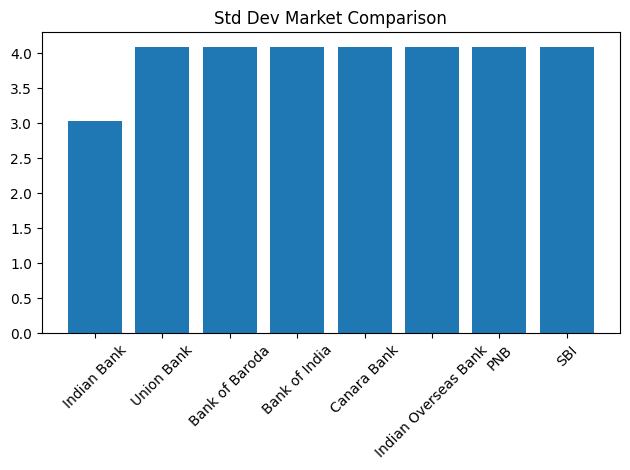 Std Dev Market Comparison
4.0
3.5
3.0
2.5
2.0
1.5
1.0
0.5
0.0
Indian Bank
Union Bank
Bank of Baroda
Bank of India
Canara Bank
Indian Overseas Bank
PNB
SBI